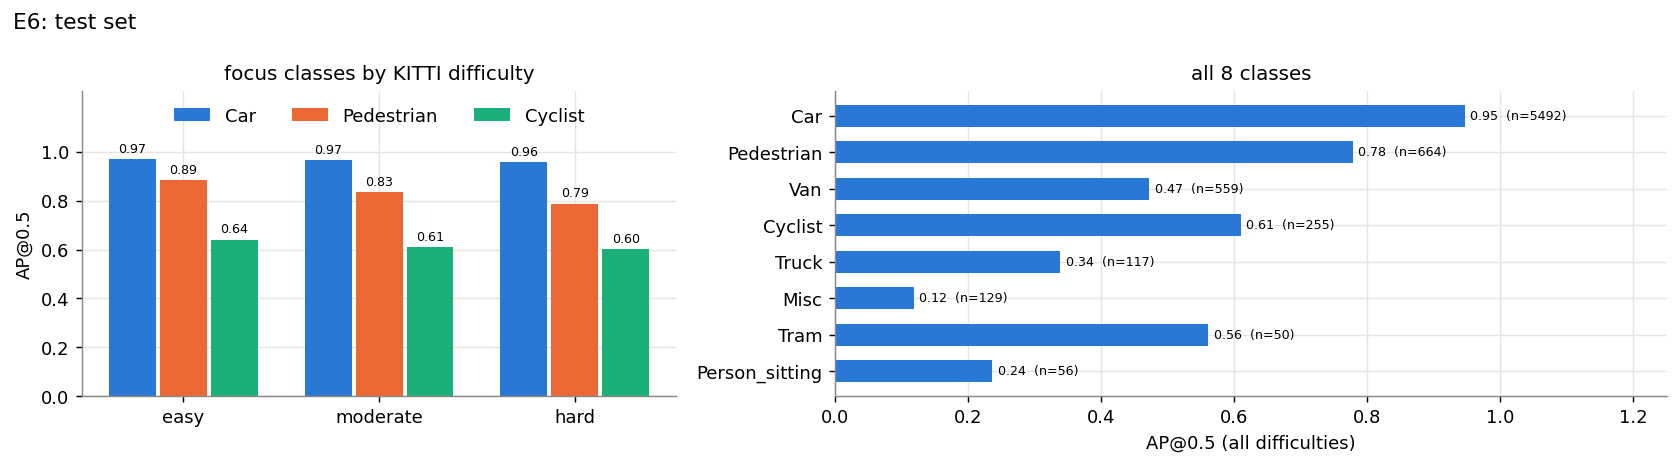 E6: test set
focus classes by KITTI difficulty
Car Pedestrian Cyclist
AP@0.5
1.0
0.8
0.6
0.4
0.2
0.0
0.97 0.89 0.64
0.97 0.83 0.61
0.96 0.79 0.60
easy moderate hard
all 8 classes
Car 0.95 (n=5492)
Pedestrian 0.78 (n=664)
Van 0.47 (n=559)
Cyclist 0.61 (n=255)
Truck 0.34 (n=117)
Misc 0.12 (n=129)
Tram 0.56 (n=50)
Person_sitting 0.24 (n=56)
0.0 0.2 0.4 0.6 0.8 1.0 1.2
AP@0.5 (all difficulties)